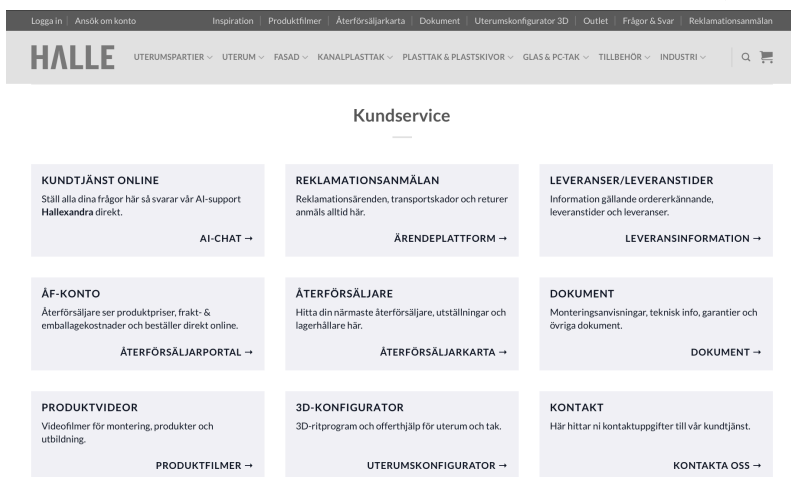 Logga in | Ansök om konto
Inspiration | Produktfilmer | Återförsäljarkarta | Dokument | Uterumskonfigurator 3D | Outlet | Frågor & Svar | Reklamationsanmälan
HALLE
UTERUMSPARTIER UTERUM FASAD KANALPLASTTAK PLASTTAK & PLASTSKIVOR GLAS & PC-TAK TILLBEHÖR INDUSTRI
Kundservice
KUNDTJÄNST ONLINE
Ställ alla dina frågor här så svarar vår AI-support
Hallexandra direkt.
AI-CHAT →
REKLAMATIONSANMÄLAN
Reklamationsärenden, transportskador och returer
anmäls alltid här.
ÄRENDEPLATTFORM →
LEVERANSER/LEVERANSTIDER
Information gällande ordererkännande,
leveranstider och leveranser.
LEVERANSINFORMATION →
ÅF-KONTO
Återförsäljare ser produktpriser, frakt- &
emballagekostnader och beställer direkt online.
ÅTERFÖRSÄLJARPORTAL →
ÅTERFÖRSÄLJARE
Hitta din närmaste återförsäljare, utställningar och
lagerhållare här.
ÅTERFÖRSÄLJARKARTA →
DOKUMENT
Monteringsanvisningar, teknisk info, garantier och
övriga dokument.
DOKUMENT →
PRODUKTVIDEOR
Videofilmer för montering, produkter och
utbildning.
PRODUKTFILMER →
3D-KONFIGURATOR
3D-ritprogram och offerthjälp för uterum och tak.
UTERUMSKONFIGURATOR →
KONTAKT
Här hittar ni kontaktuppgifter till vår kundtjänst.
KONTAKTA OSS →